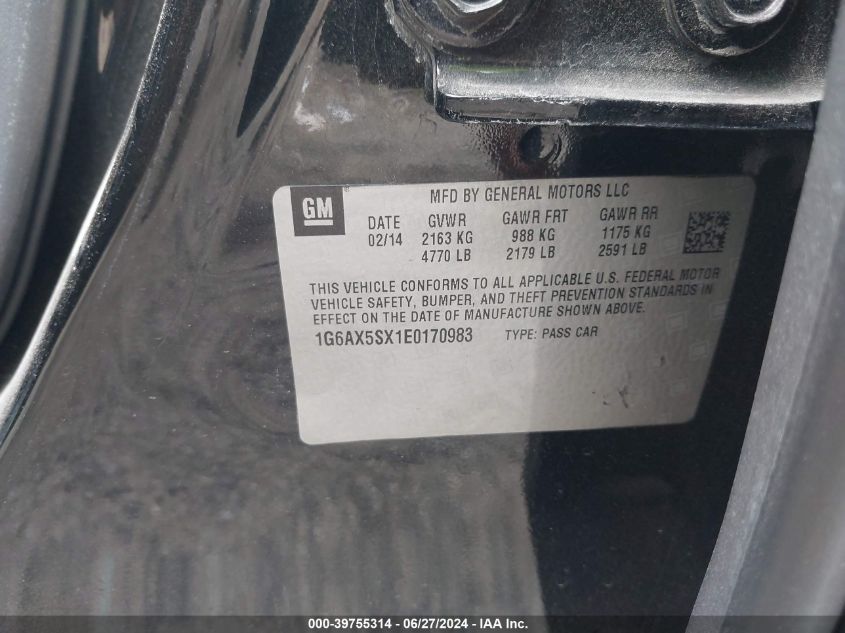 GM
MFD BY GENERAL MOTORS LLC
DATE GVWR GAWR FRT GAWR RR
02/14 2163 KG 988 KG 1175 KG
4770 LB 2179 LB 2591 LB
THIS VEHICLE CONFORMS TO ALL APPLICABLE U.S. FEDERAL MOTOR
VEHICLE SAFETY, BUMPER, AND THEFT PREVENTION STANDARDS IN
EFFECT ON THE DATE OF MANUFACTURE SHOWN ABOVE.
1G6AX5SX1E0170983 TYPE: PASS CAR
000-39755314 - 06/27/2024 - IAA Inc.